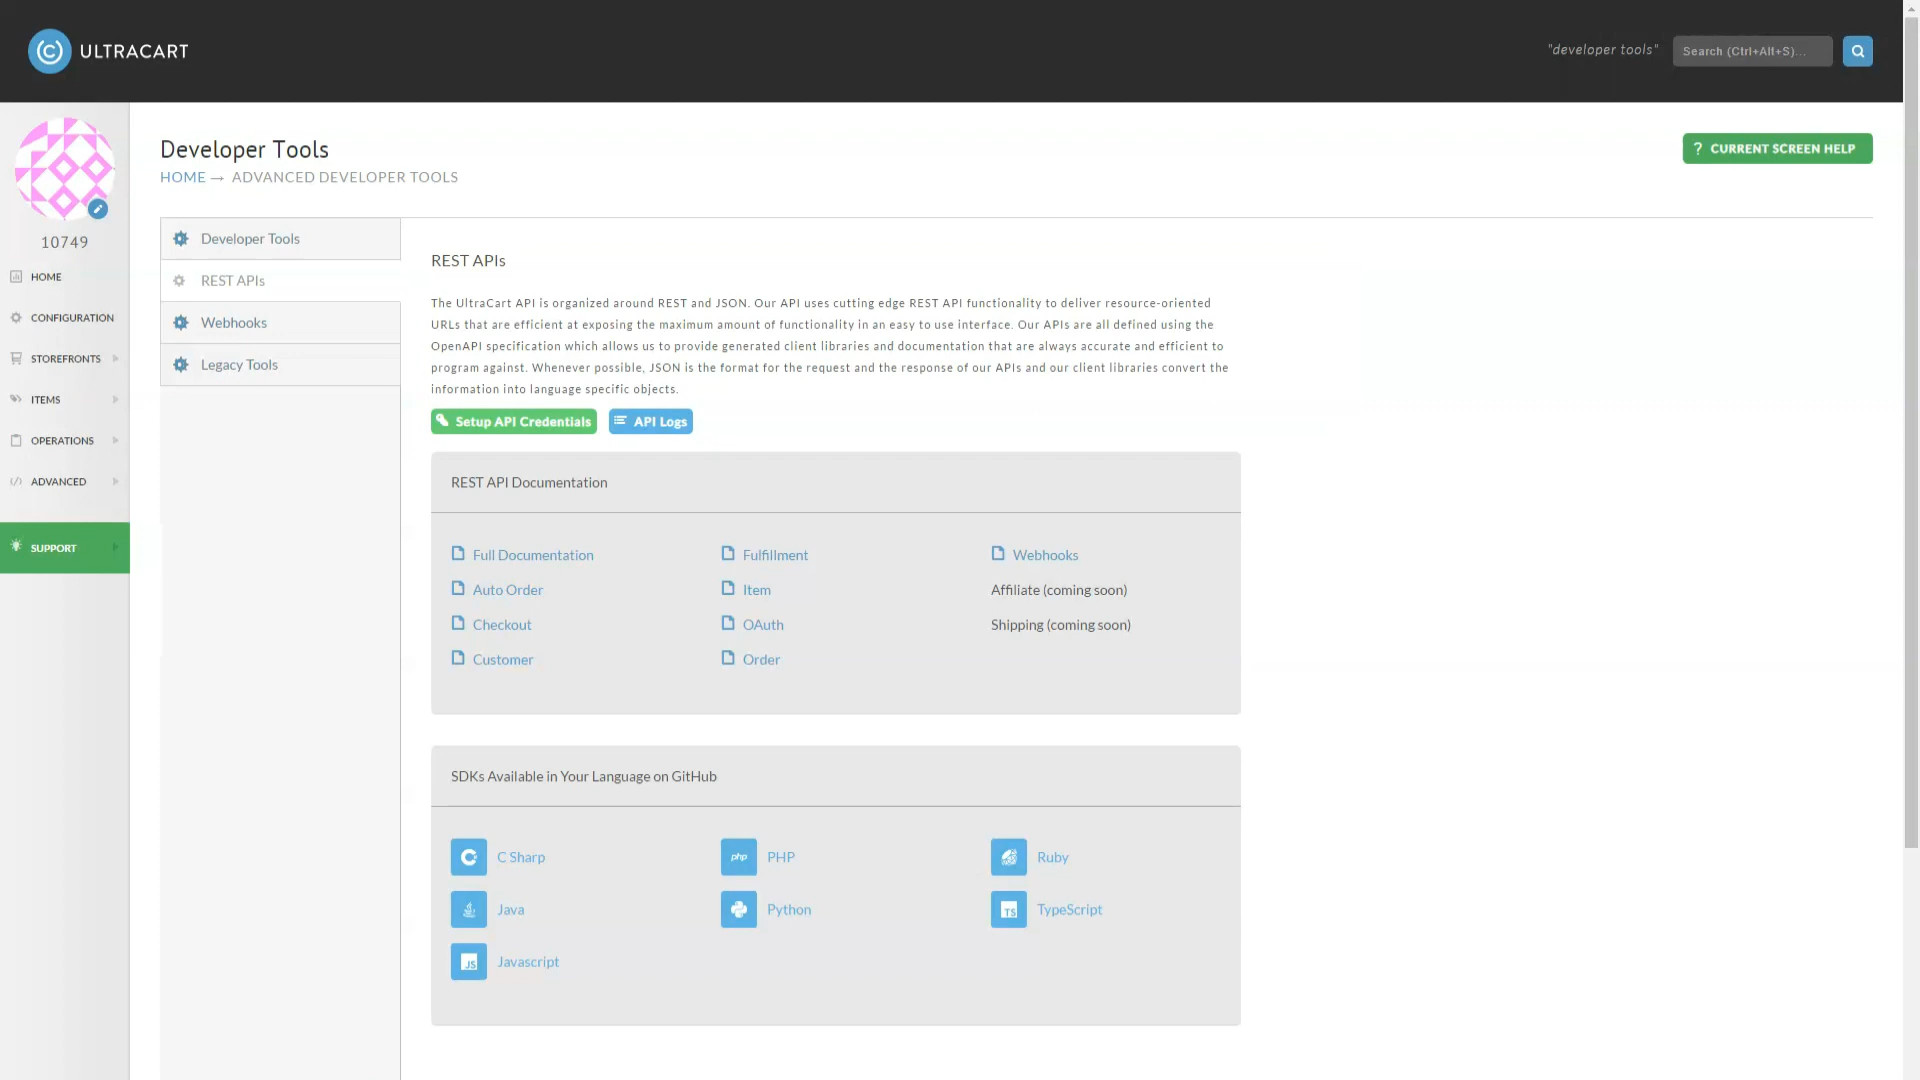 ULTRACART
"developer tools"
Search (Ctrl+Alt+S)...
Developer Tools
? CURRENT SCREEN HELP
HOME → ADVANCED DEVELOPER TOOLS
10749
HOME
CONFIGURATION
STOREFRONTS
ITEMS
OPERATIONS
ADVANCED
SUPPORT
Developer Tools
REST APIs
Webhooks
Legacy Tools
REST APIs
The UltraCart API is organized around REST and JSON. Our API uses cutting edge REST API functionality to deliver resource-oriented
URLs that are efficient at exposing the maximum amount of functionality in an easy to use interface. Our APIs are all defined using the
OpenAPI specification which allows us to provide generated client libraries and documentation that are always accurate and efficient to
program against. Whenever possible, JSON is the format for the request and the response of our APIs and our client libraries convert the
information into language specific objects.
Setup API Credentials
API Logs
REST API Documentation
Full Documentation
Auto Order
Checkout
Customer
Fulfillment
Item
OAuth
Order
Webhooks
Affiliate (coming soon)
Shipping (coming soon)
SDKs Available in Your Language on GitHub
C Sharp
Java
JS Javascript
php PHP
Python
Ruby
TS TypeScript